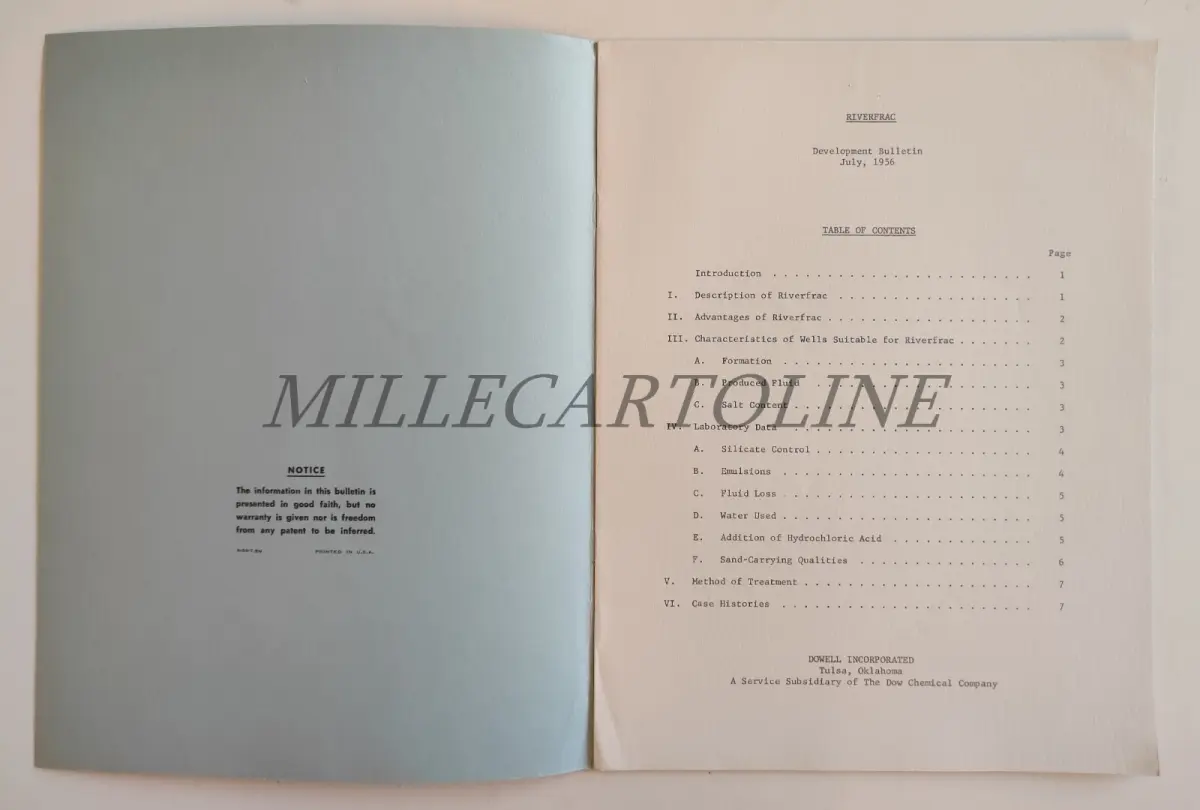 NOTICE
The information in this bulletin is
presented in good faith, but no
warranty is given nor is freedom
from any patent to be inferred.
PRINTED IN U.S.A.
RIVERFRAC
Development Bulletin
July, 1956
TABLE OF CONTENTS
Page
Introduction . . . . . . . . . . . . . . . . . . . . . . . . 1
I. Description of Riverfrac . . . . . . . . . . . . . . . . . . 1
II. Advantages of Riverfrac . . . . . . . . . . . . . . . . . . . 2
III. Characteristics of Wells Suitable for Riverfrac . . . . . . . 2
A. Formation . . . . . . . . . . . . . . . . . . . . . . . 3
B. Produced Fluid . . . . . . . . . . . . . . . . . . . . 3
C. Salt Content . . . . . . . . . . . . . . . . . . . . . . 3
IV. Laboratory Data . . . . . . . . . . . . . . . . . . . . . . 3
A. Silicate Control . . . . . . . . . . . . . . . . . . . . 4
B. Emulsions . . . . . . . . . . . . . . . . . . . . . . . 4
C. Fluid Loss . . . . . . . . . . . . . . . . . . . . . . . 5
D. Water Used . . . . . . . . . . . . . . . . . . . . . . . 5
E. Addition of Hydrochloric Acid . . . . . . . . . . . . . 5
F. Sand-Carrying Qualities . . . . . . . . . . . . . . . . 6
V. Method of Treatment . . . . . . . . . . . . . . . . . . . . . 7
VI. Case Histories . . . . . . . . . . . . . . . . . . . . . . . 7
DOWELL INCORPORATED
Tulsa, Oklahoma
A Service Subsidiary of The Dow Chemical Company
MILLECARTOLINE